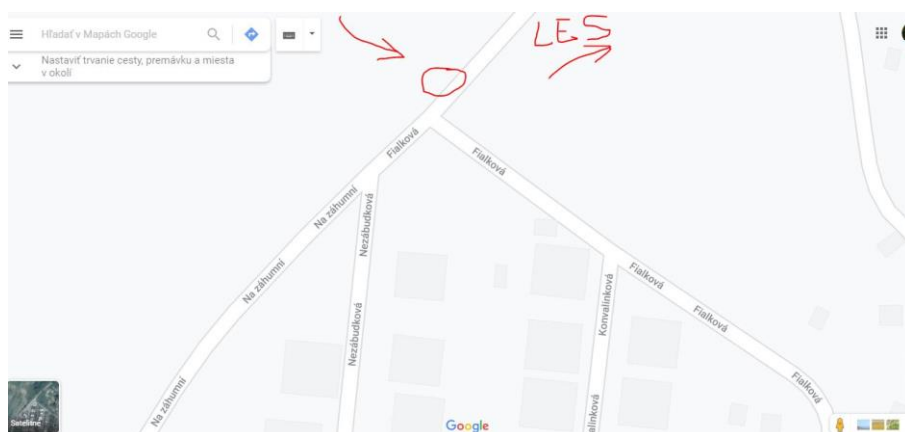 Hľadať v Mapách Google
LES
Nastaviť trvanie cesty, premávku a miesta
v okolí
Fialková
Fialková
Na záhumní
Nezábudková
Na záhumní
Fialková
Konvalinková
Fialková
Nezábudková
Na záhumní
Fialková
alinková
Satelitné
Google